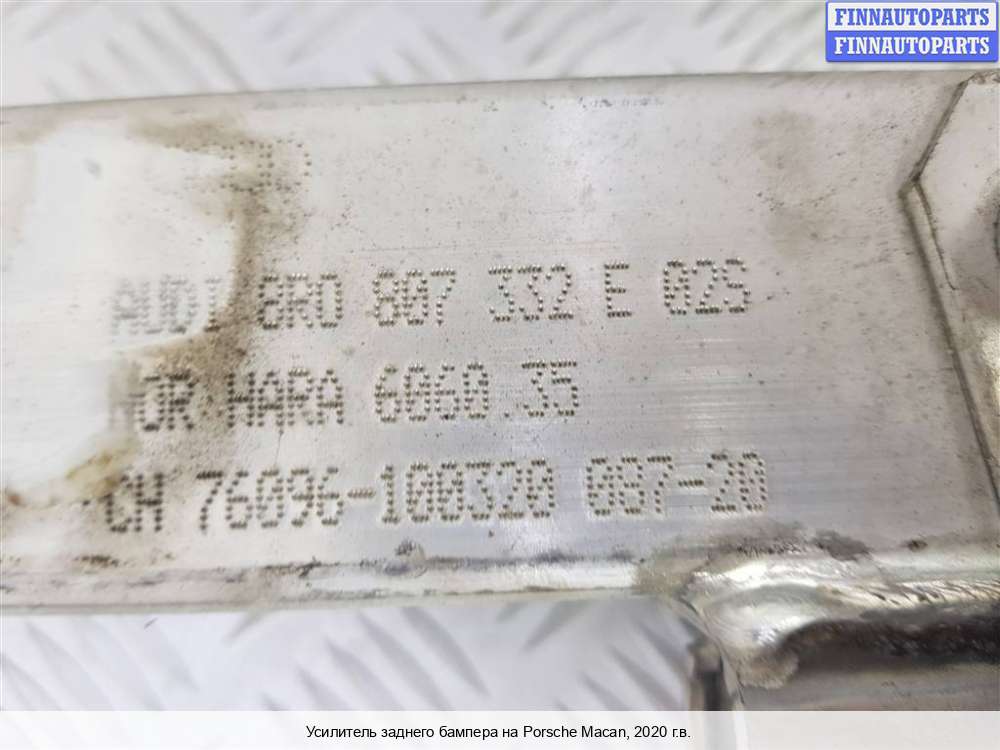 FINNAUTOPARTS
FINNAUTOPARTS
AUDI 8R0 807 332 E 02S
NOR HARA 6060.35
CH 76096-100320 087-20
Усилитель заднего бампера на Porsche Macan, 2020 г.в.